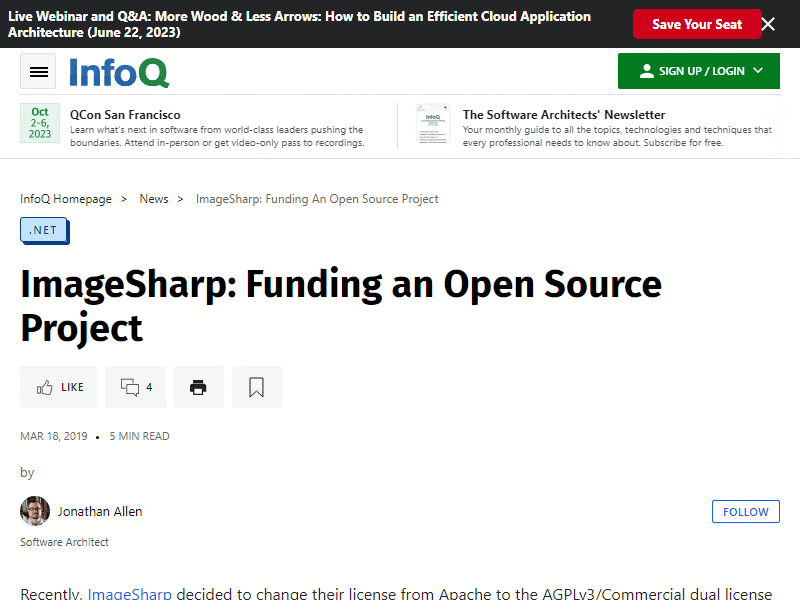 Live Webinar and Q&A: More Wood & Less Arrows: How to Build an Efficient Cloud Application
Architecture (June 22, 2023)
Save Your Seat
InfoQ
SIGN UP / LOGIN
Oct
2-6,
2023
QCon San Francisco
Learn what's next in software from world-class leaders pushing the
boundaries. Attend in-person or get video-only pass to recordings.
The Software Architects' Newsletter
Your monthly guide to all the topics, technologies and techniques that
every professional needs to know about. Subscribe for free.
InfoQ Homepage > News > ImageSharp: Funding An Open Source Project
.NET
ImageSharp: Funding an Open Source
Project
LIKE
4
MAR 18, 2019 • 5 MIN READ
by
Jonathan Allen
FOLLOW
Software Architect
Recently, ImageSharp decided to change their license from Apache to the AGPLv3/Commercial dual license